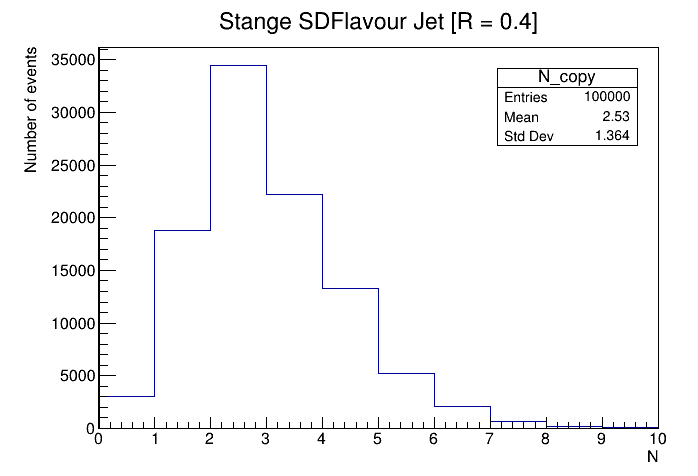 Stange SDFlavour Jet [R = 0.4]
Number of events
N_copy
Entries 100000
Mean 2.53
Std Dev 1.364
35000
30000
25000
20000
15000
10000
5000
0
0 1 2 3 4 5 6 7 8 9 10
N